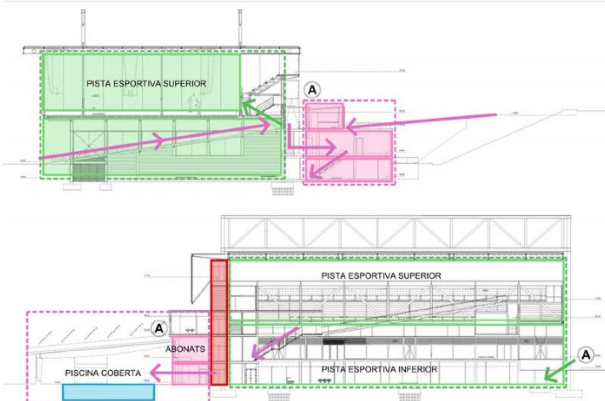 PISTA ESPORTIVA SUPERIOR
A
PISTA ESPORTIVA SUPERIOR
A
ABONATS
A
PISCINA COBERTA
PISTA ESPORTIVA INFERIOR